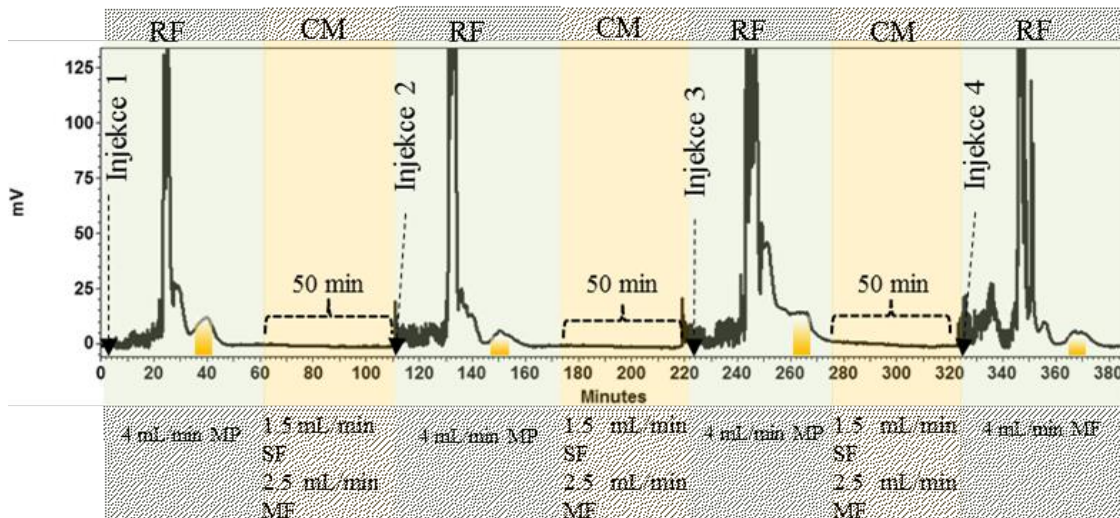 RF CM RF CM RF CM RF
Injekce 1
Injekce 2
Injekce 3
Injekce 4
50 min
50 min
50 min
mV
125
100
75
50
25
0
0 20 40 60 80 100 120 140 160 180 200 220 240 260 280 300 320 340 360 380
Minutes
4 mL/min MP
1.5 mL/min
SF
2.5 mL/min
MF
4 mL/min MP
1.5 mL/min
SF
2.5 mL/min
MF
4 mL/min MP
1.5 mL/min
SF
2.5 mL/min
MF
4 mL/min MF